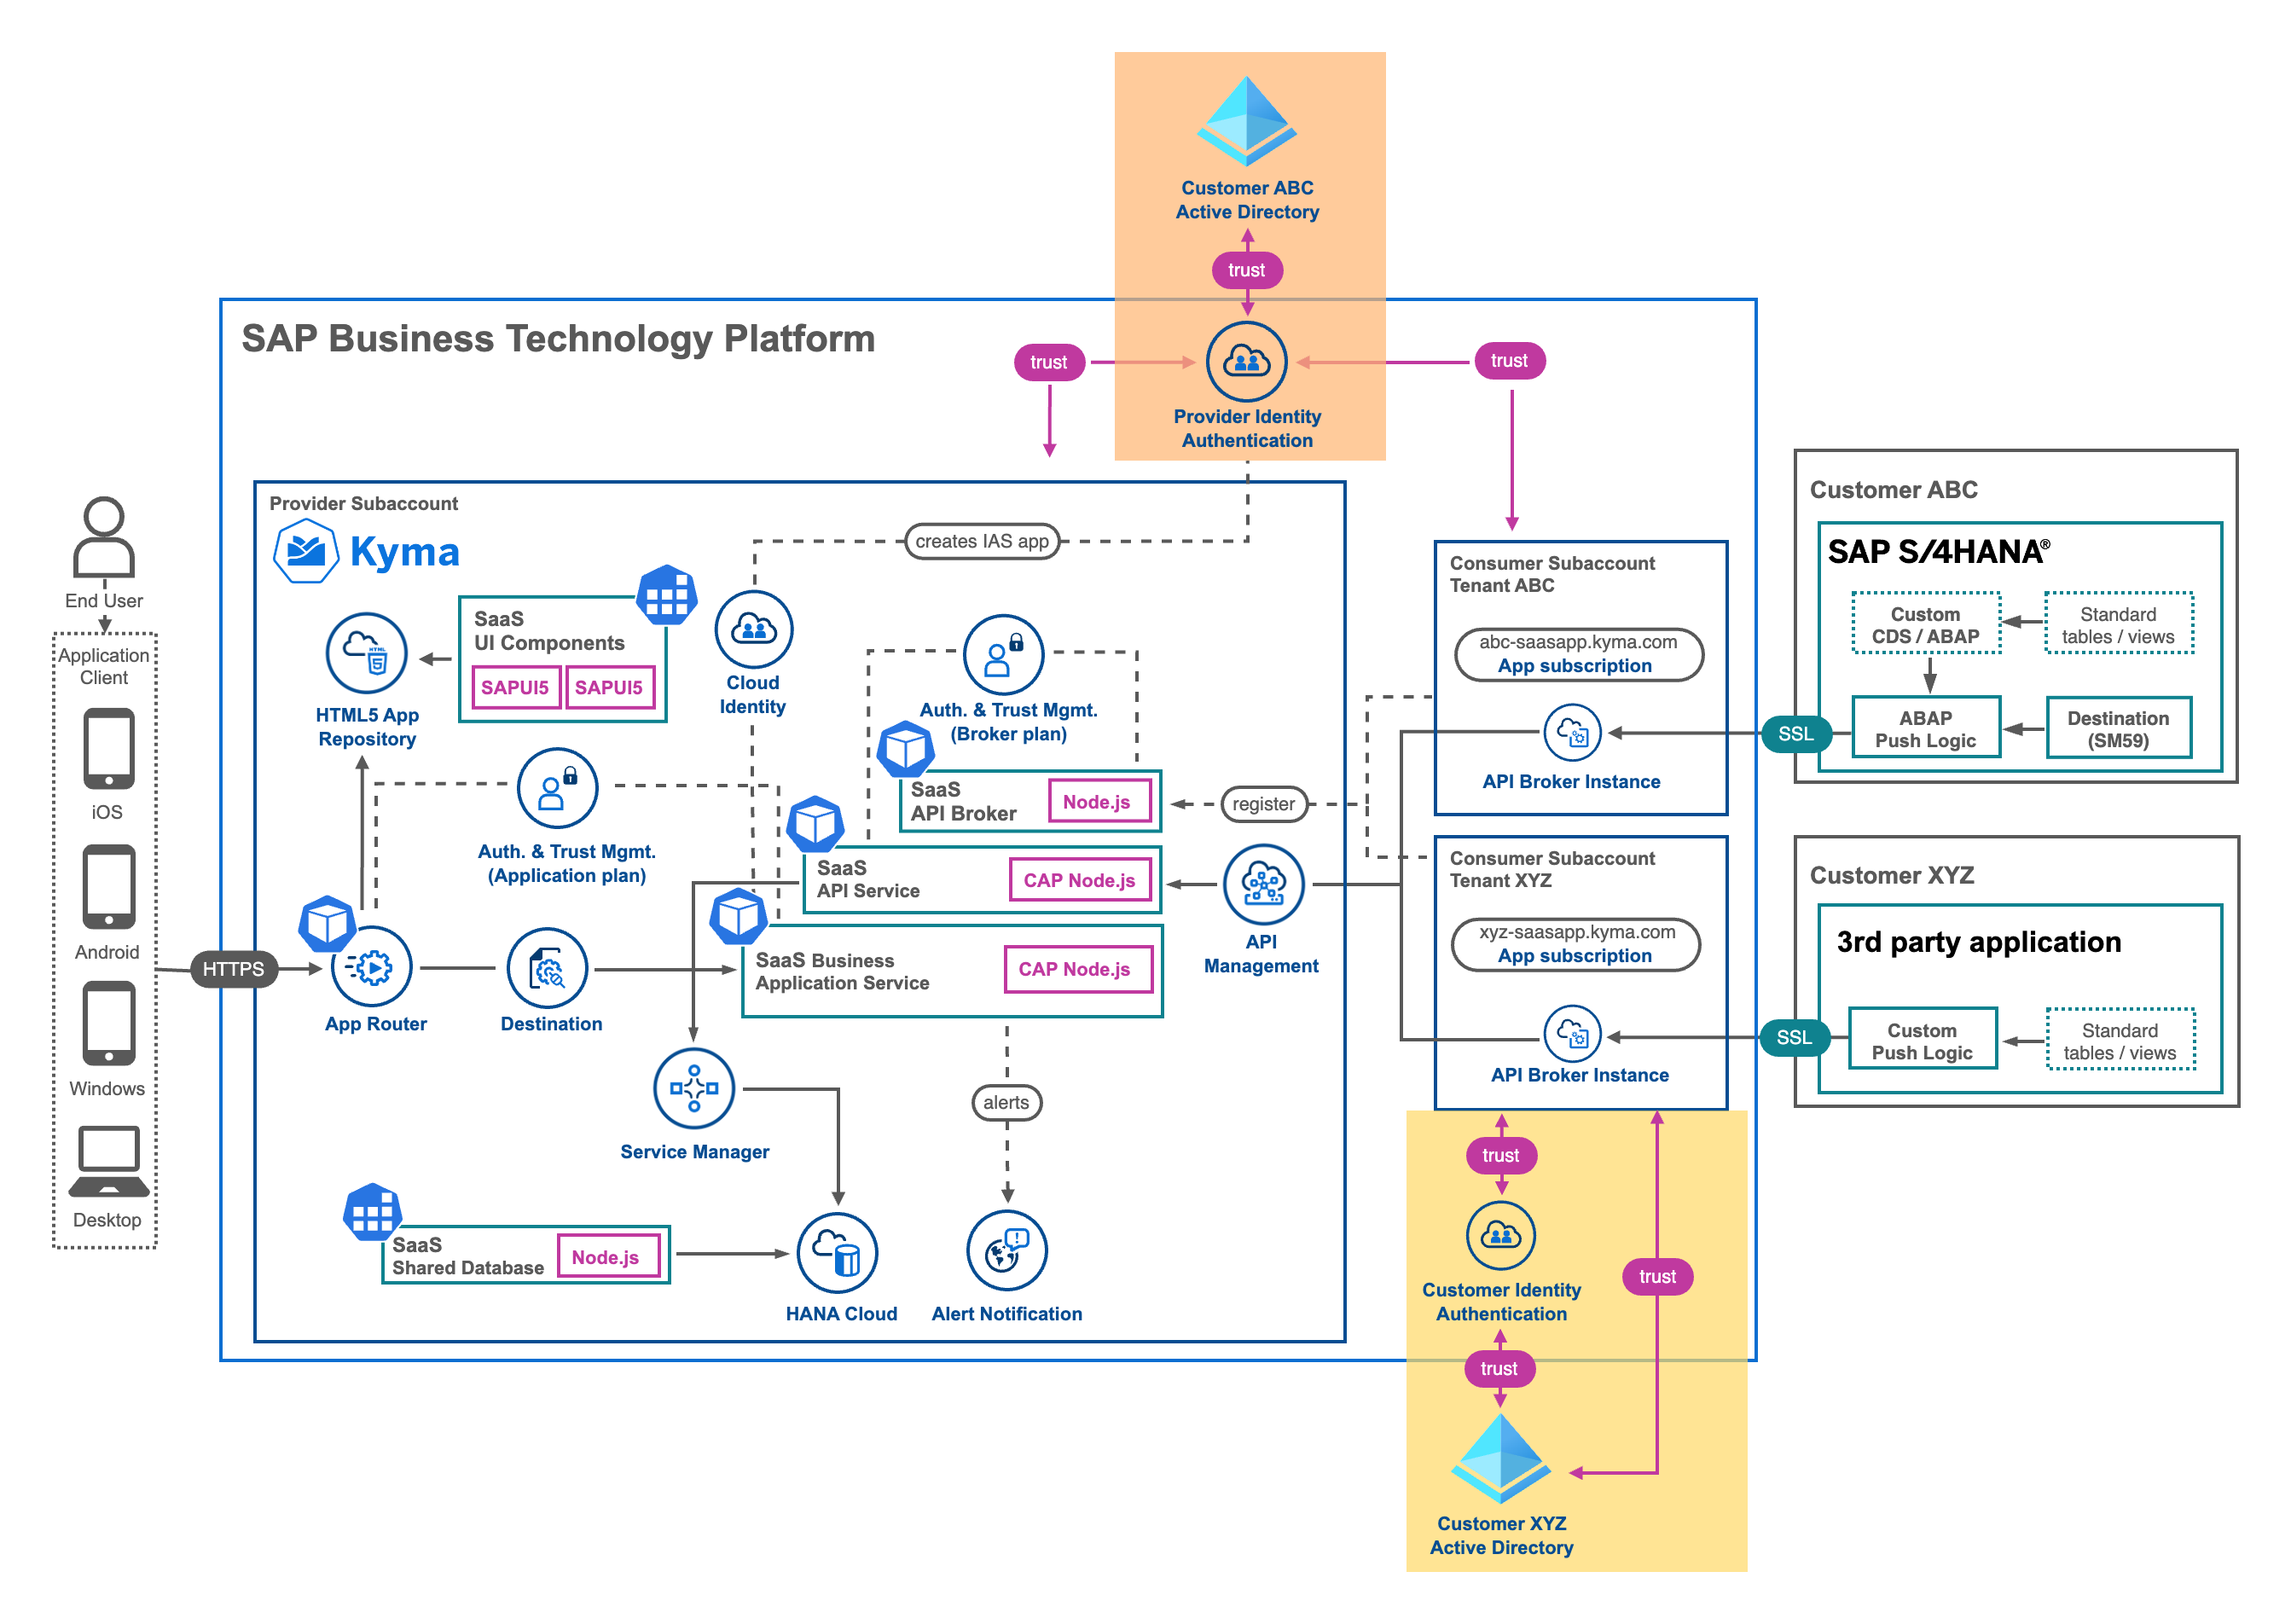 Customer ABC
Active Directory
trust
SAP Business Technology Platform
trust
trust
Provider Identity
Authentication
Provider Subaccount
Kyma
creates IAS app
End User
Application
Client
iOS
Android
Windows
Desktop
HTTPS
SaaS
UI Components
SAPUI5
SAPUI5
HTML5 App
Repository
HTML
5
Cloud
Identity
Auth. & Trust Mgmt.
(Broker plan)
Auth. & Trust Mgmt.
(Application plan)
SaaS
API Broker
Node.js
SaaS
API Service
CAP Node.js
SaaS Business
Application Service
CAP Node.js
App Router
Destination
Service Manager
alerts
SaaS
Shared Database
Node.js
HANA Cloud
Alert Notification
register
API
Management
Consumer Subaccount
Tenant ABC
abc-saasapp.kyma.com
App subscription
API Broker Instance
Consumer Subaccount
Tenant XYZ
xyz-saasapp.kyma.com
App subscription
API Broker Instance
Customer ABC
SAP S/4HANA®
Custom
CDS / ABAP
Standard
tables / views
ABAP
Push Logic
Destination
(SM59)
SSL
Customer XYZ
3rd party application
Custom
Push Logic
Standard
tables / views
SSL
trust
Customer Identity
Authentication
trust
trust
Customer XYZ
Active Directory